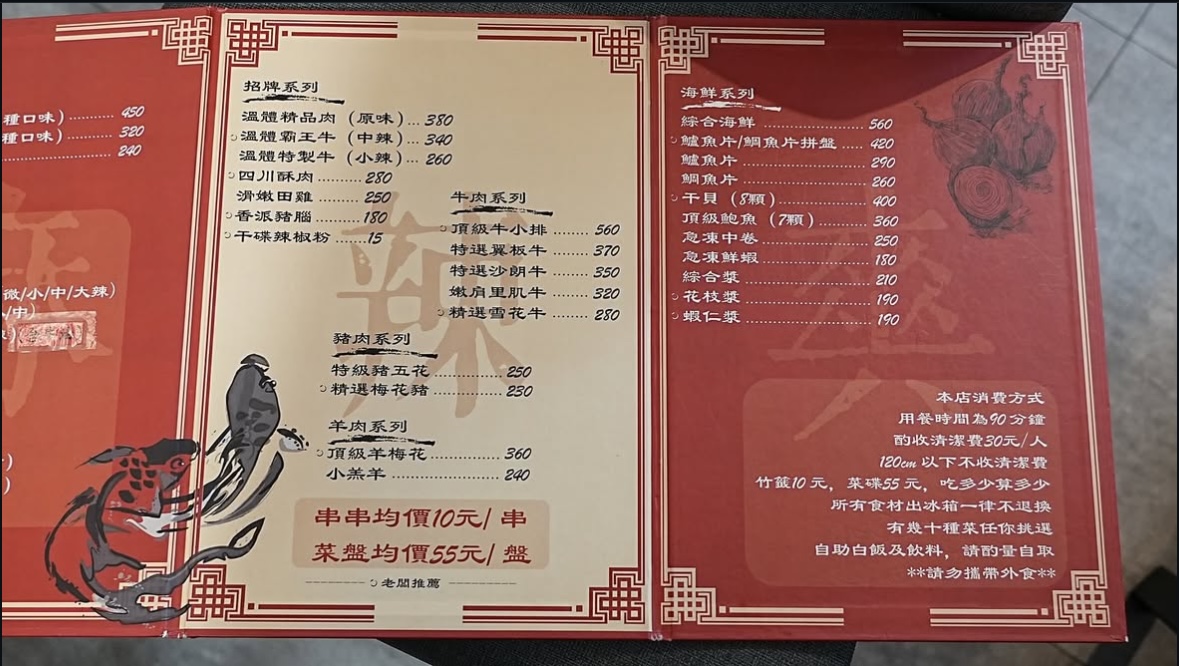 種口味）......... 450
種口味）......... 320
240
微/小/中/大辣）
/中）
招牌系列
溫體精品肉（原味）... 380
溫體霸王牛（中辣）... 340
溫體特製牛（小辣）... 260
四川酥肉 .......... 280
滑嫩田雞 .......... 250
香派豬腦 .......... 180
干碟辣椒粉 ....... 15
牛肉系列
頂級牛小排 ......... 560
特選翼板牛 ......... 370
特選沙朗牛 ......... 350
嫩肩里肌牛 ......... 320
精選雪花牛 ......... 280
豬肉系列
特級豬五花 ............ 250
精選梅花豬 ............ 230
羊肉系列
頂級羊梅花 ............ 360
小羔羊 .................. 240
串串均價10元/ 串
菜盤均價55元/ 盤
老闆推薦
辣
海鮮系列
綜合海鮮 .................. 560
鱸魚片/鯛魚片拼盤 ..... 420
鱸魚片 .................. 290
鯛魚片 .................. 260
干貝（8顆）............ 400
頂級鮑魚（7顆）........ 360
急凍中卷 .................. 250
急凍鮮蝦 .................. 180
綜合漿 .................. 210
花枝漿 .................. 190
蝦仁漿 .................. 190
本店消費方式
用餐時間為90分鐘
酌收清潔費30元/人
120cm 以下不收清潔費
竹籤10元，菜碟55元，吃多少算多少
所有食材出冰箱一律不退換
有幾十種菜任你挑選
自助白飯及飲料，請酌量自取
**請勿攜帶外食**